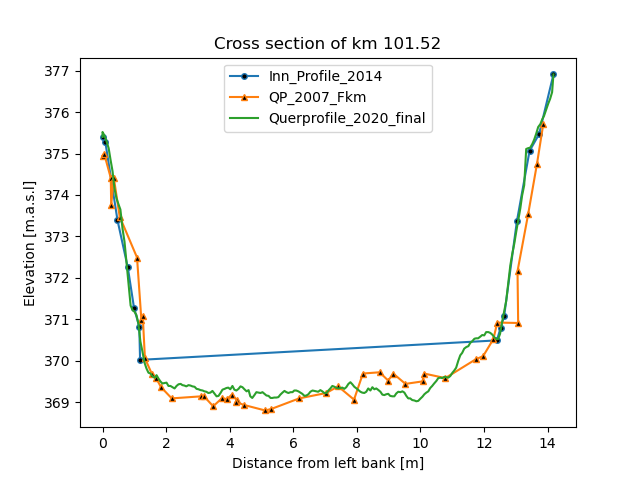 Cross section of km 101.52
Inn_Profile_2014
QP_2007_Fkm
Querprofile_2020_final
Elevation [m.a.s.l]
377
376
375
374
373
372
371
370
369
0 2 4 6 8 10 12 14
Distance from left bank [m]